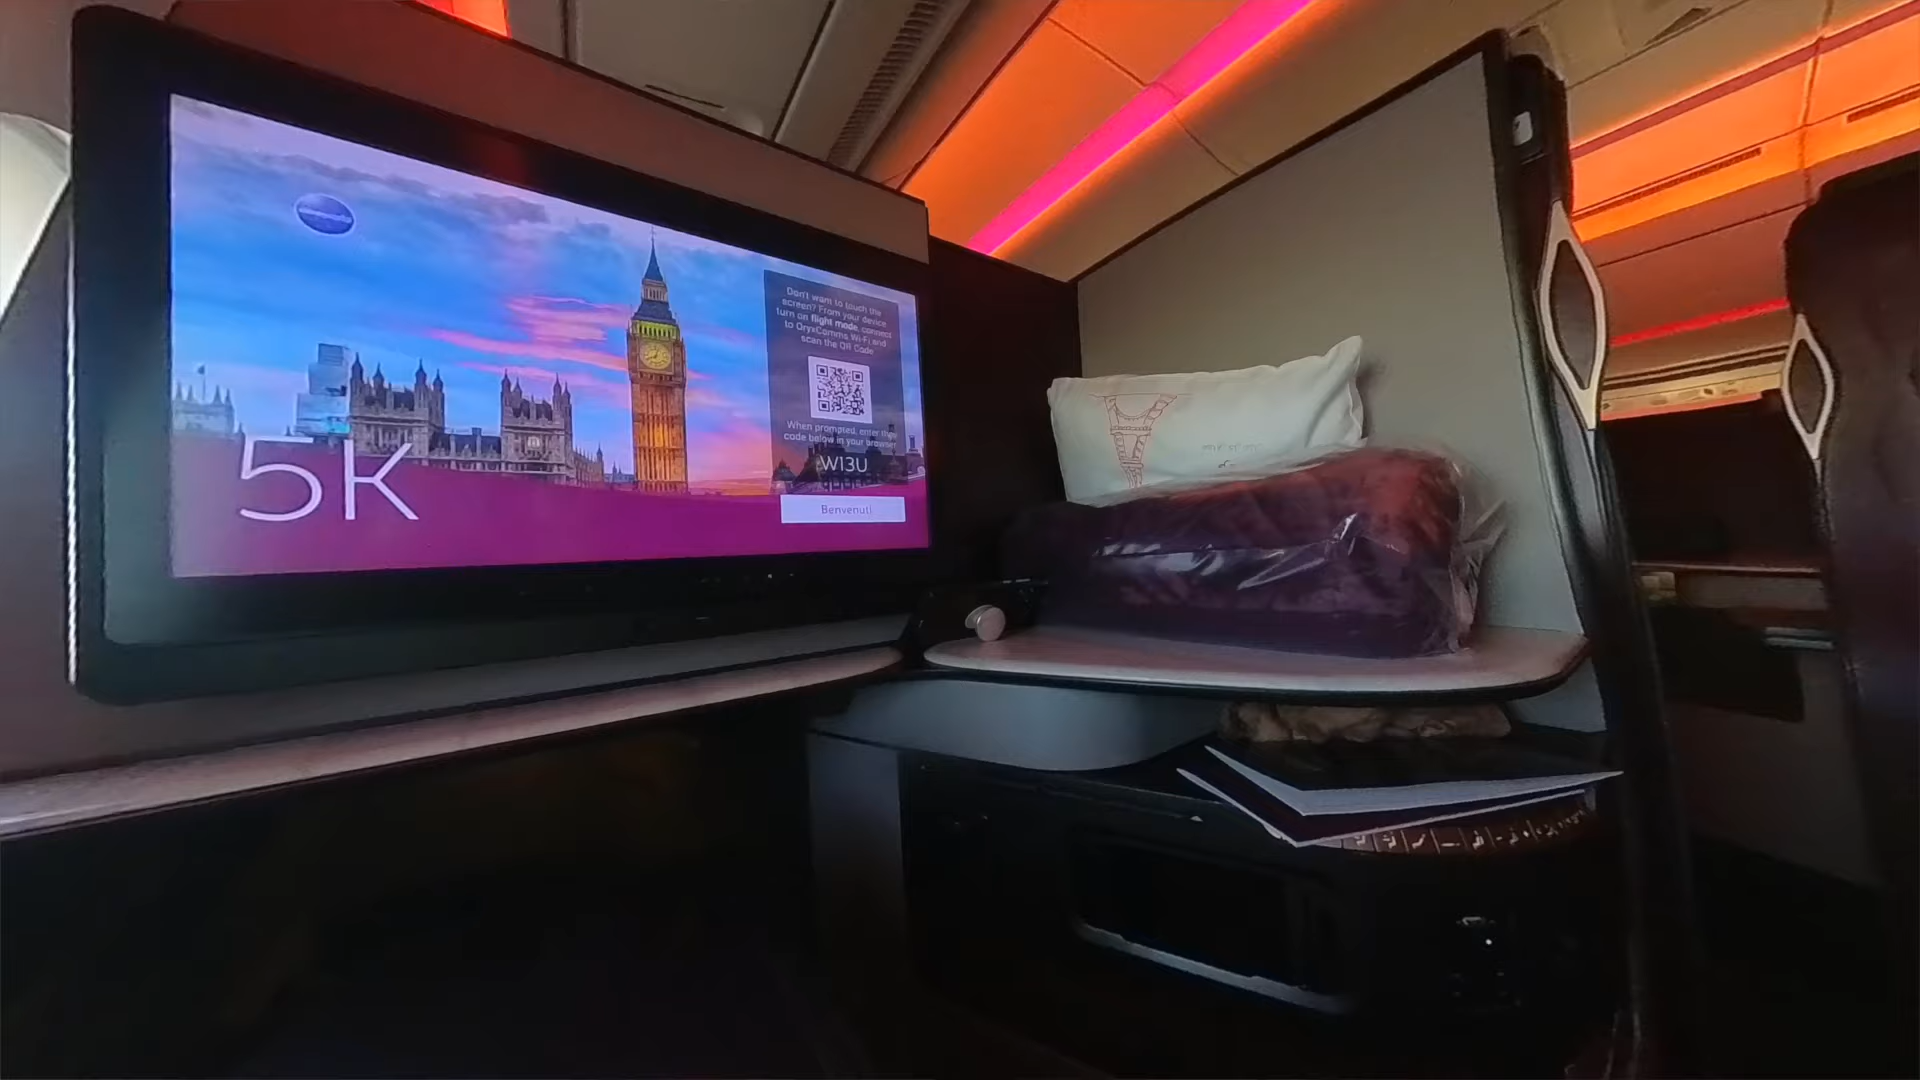 5K
Don't want to touch the
screen? From your device
turn on flight mode, connect
to OryxComms Wi-Fi and
scan the QR Code
When prompted, enter the
code below in your browser
W13U
Benvenuti